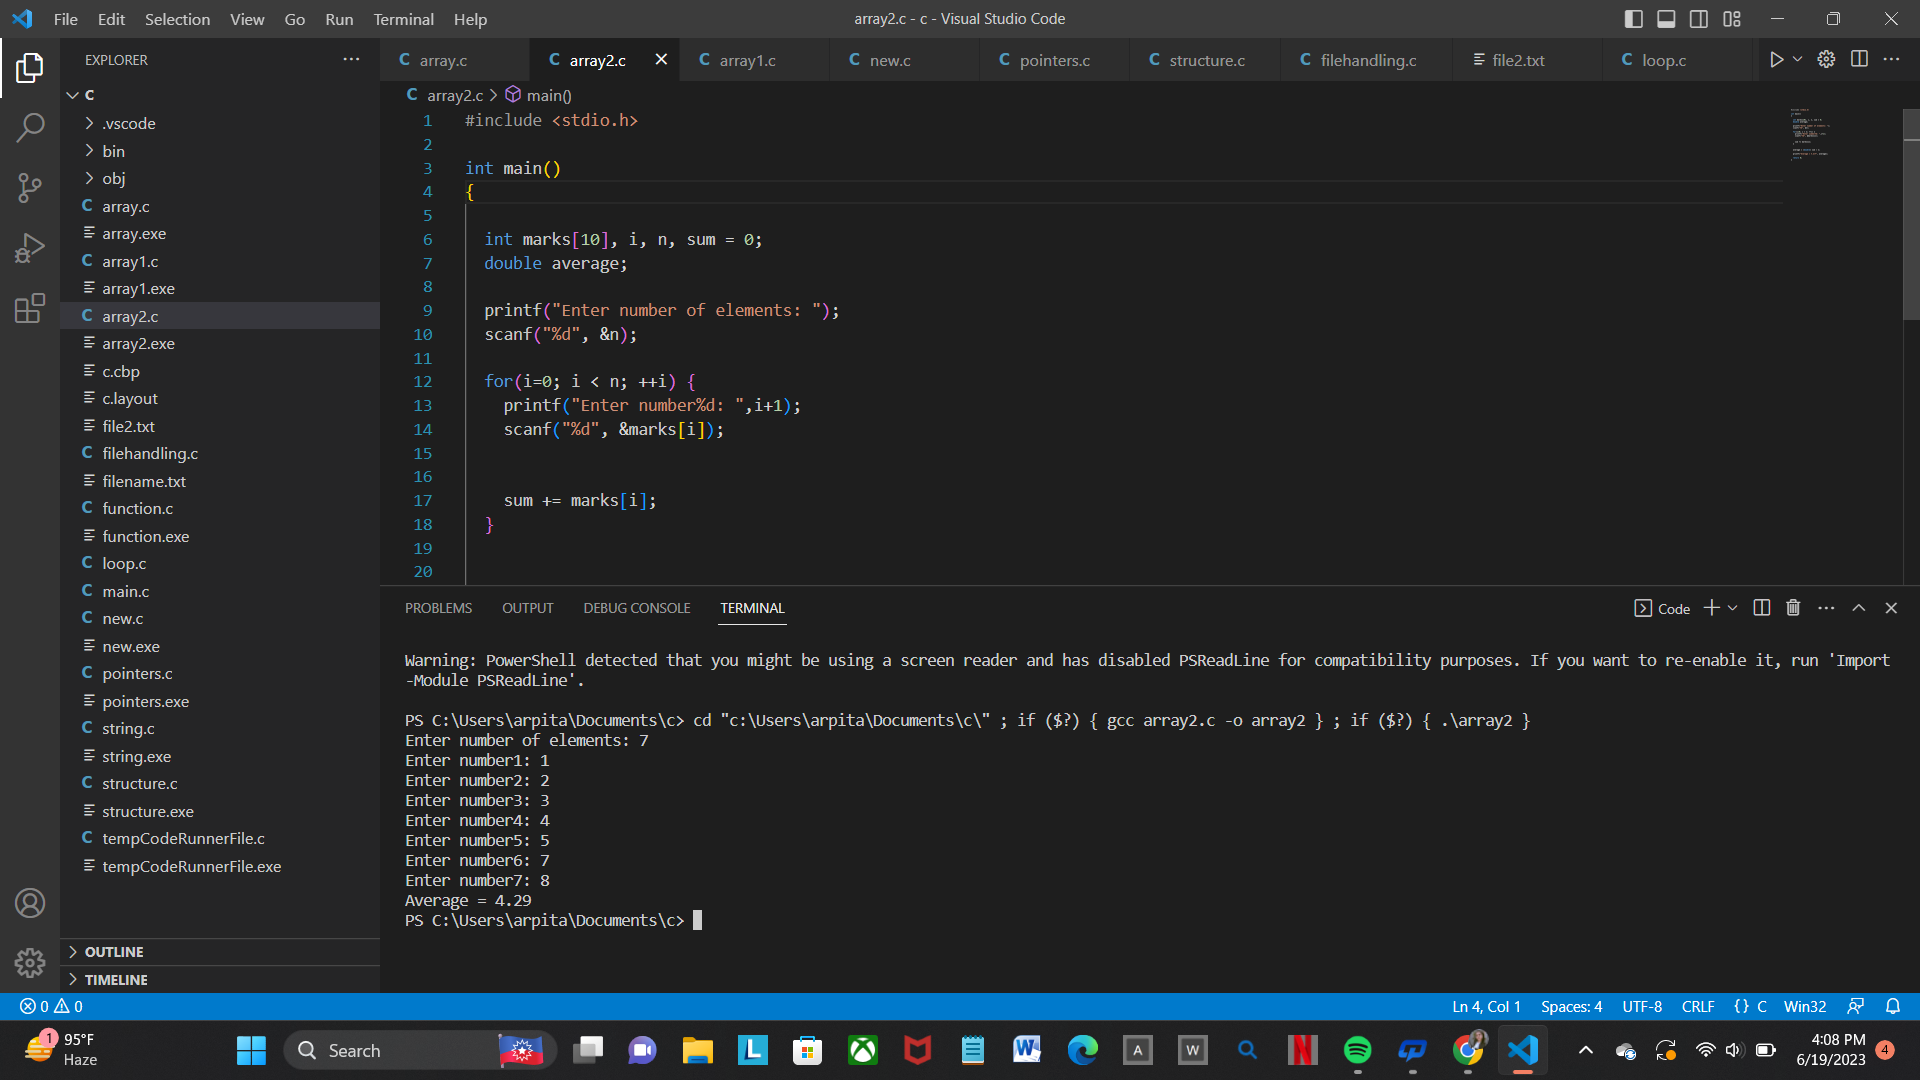 File Edit Selection View Go Run Terminal Help
array2.c - c - Visual Studio Code
EXPLORER
C
.vscode
bin
obj
C array.c
array.exe
C array1.c
array1.exe
C array2.c
array2.exe
c.cbp
c.layout
file2.txt
C filehandling.c
filename.txt
C function.c
function.exe
C loop.c
C main.c
C new.c
new.exe
C pointers.c
pointers.exe
C string.c
string.exe
C structure.c
structure.exe
C tempCodeRunnerFile.c
tempCodeRunnerFile.exe
OUTLINE
TIMELINE
C array.c C array2.c C array1.c C new.c C pointers.c C structure.c C filehandling.c file2.txt C loop.c
C array2.c > main()
1 #include <stdio.h>
2
3 int main()
4 {
5
6 int marks[10], i, n, sum = 0;
7 double average;
8
9 printf("Enter number of elements: ");
10 scanf("%d", &n);
11
12 for(i=0; i < n; ++i) {
13 printf("Enter number%d: ",i+1);
14 scanf("%d", &marks[i]);
15
16
17 sum += marks[i];
18 }
19
20
PROBLEMS OUTPUT DEBUG CONSOLE TERMINAL
Code
Warning: PowerShell detected that you might be using a screen reader and has disabled PSReadLine for compatibility purposes. If you want to re-enable it, run 'Import
-Module PSReadLine'.
PS C:\Users\arpita\Documents\c> cd "c:\Users\arpita\Documents\c\" ; if ($?) { gcc array2.c -o array2 } ; if ($?) { .\array2 }
Enter number of elements: 7
Enter number1: 1
Enter number2: 2
Enter number3: 3
Enter number4: 4
Enter number5: 5
Enter number6: 7
Enter number7: 8
Average = 4.29
PS C:\Users\arpita\Documents\c>
0 0
Ln 4, Col 1 Spaces: 4 UTF-8 CRLF {} C Win32
1
95°F
Haze
Search
L
W
A
W
N
4:08 PM
6/19/2023
4